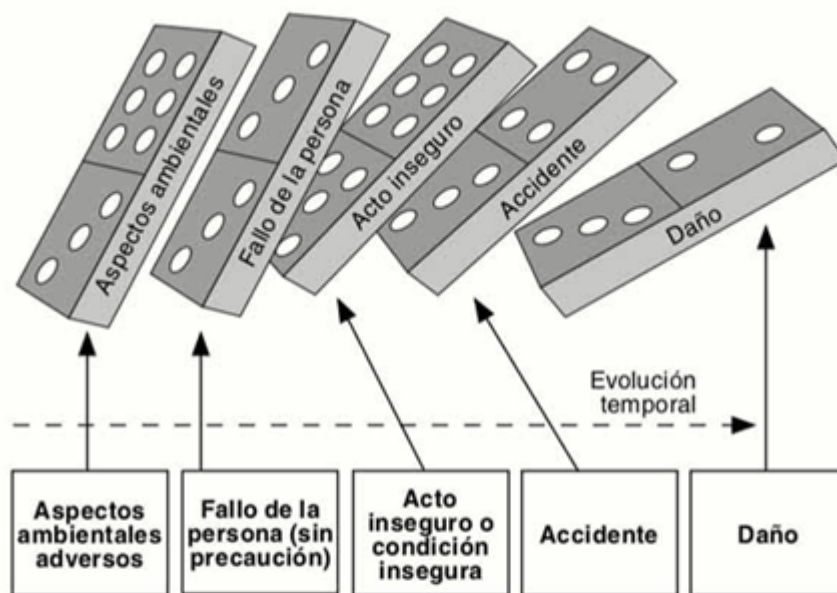 Aspectos ambientales
Fallo de la persona
Acto inseguro
Accidente
Daño
Evolución
temporal
Aspectos
ambientales
adversos
Fallo de la
persona (sin
precaución)
Acto
inseguro o
condición
insegura
Accidente
Daño